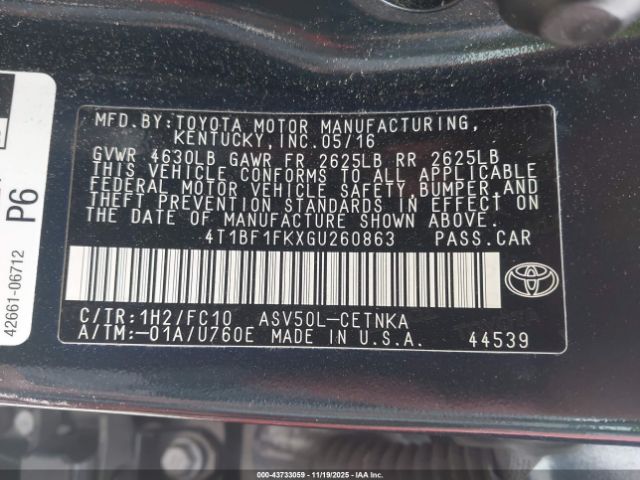 MFD.BY:TOYOTA MOTOR MANUFACTURING,
KENTUCKY,INC.05/16
GVWR 4630LB GAWR FR 2625LB RR 2625LB
THIS VEHICLE CONFORMS TO ALL APPLICABLE
FEDERAL MOTOR VEHICLE SAFETY,BUMPER, AND
THEFT PREVENTION STANDARDS IN EFFECT ON
THE DATE OF MANUFACTURE SHOWN ABOVE.
4T1BF1FKXGU260863 PASS.CAR
C/TR:1H2/FC10 ASV50L-CETNKA
A/TM:-01A/U760E MADE IN U.S.A.
44539
TOYOTA
P6
42661-06712
000-43733059 | 11/19/2025 | IAAI.COM